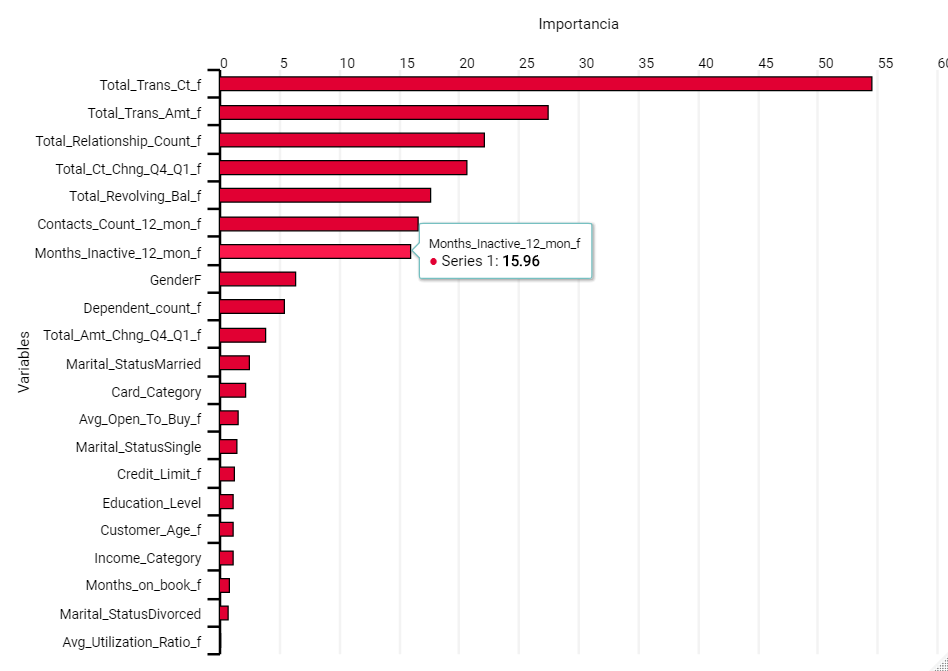 Importancia
0 5 10 15 20 25 30 35 40 45 50 55 60
Total_Trans_Ct_f
Total_Trans_Amt_f
Total_Relationship_Count_f
Total_Ct_Chng_Q4_Q1_f
Total_Revolving_Bal_f
Contacts_Count_12_mon_f
Months_Inactive_12_mon_f
Months_Inactive_12_mon_f
Series 1: 15.96
GenderF
Dependent_count_f
Total_Amt_Chng_Q4_Q1_f
Variables
Marital_StatusMarried
Card_Category
Avg_Open_To_Buy_f
Marital_StatusSingle
Credit_Limit_f
Education_Level
Customer_Age_f
Income_Category
Months_on_book_f
Marital_StatusDivorced
Avg_Utilization_Ratio_f